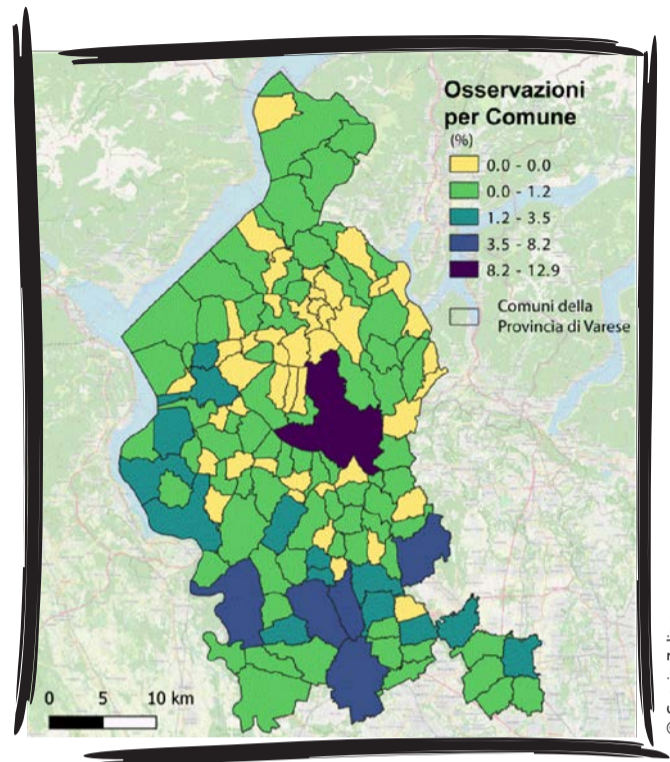 Osservazioni
per Comune
(%)
0.0 - 0.0
0.0 - 1.2
1.2 - 3.5
3.5 - 8.2
8.2 - 12.9
Comuni della
Provincia di Varese
0 5 10 km